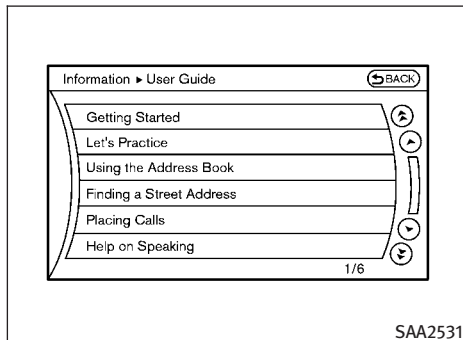 Information ▸ User Guide
BACK
Getting Started
Let's Practice
Using the Address Book
Finding a Street Address
Placing Calls
Help on Speaking
1/6
SAA2531